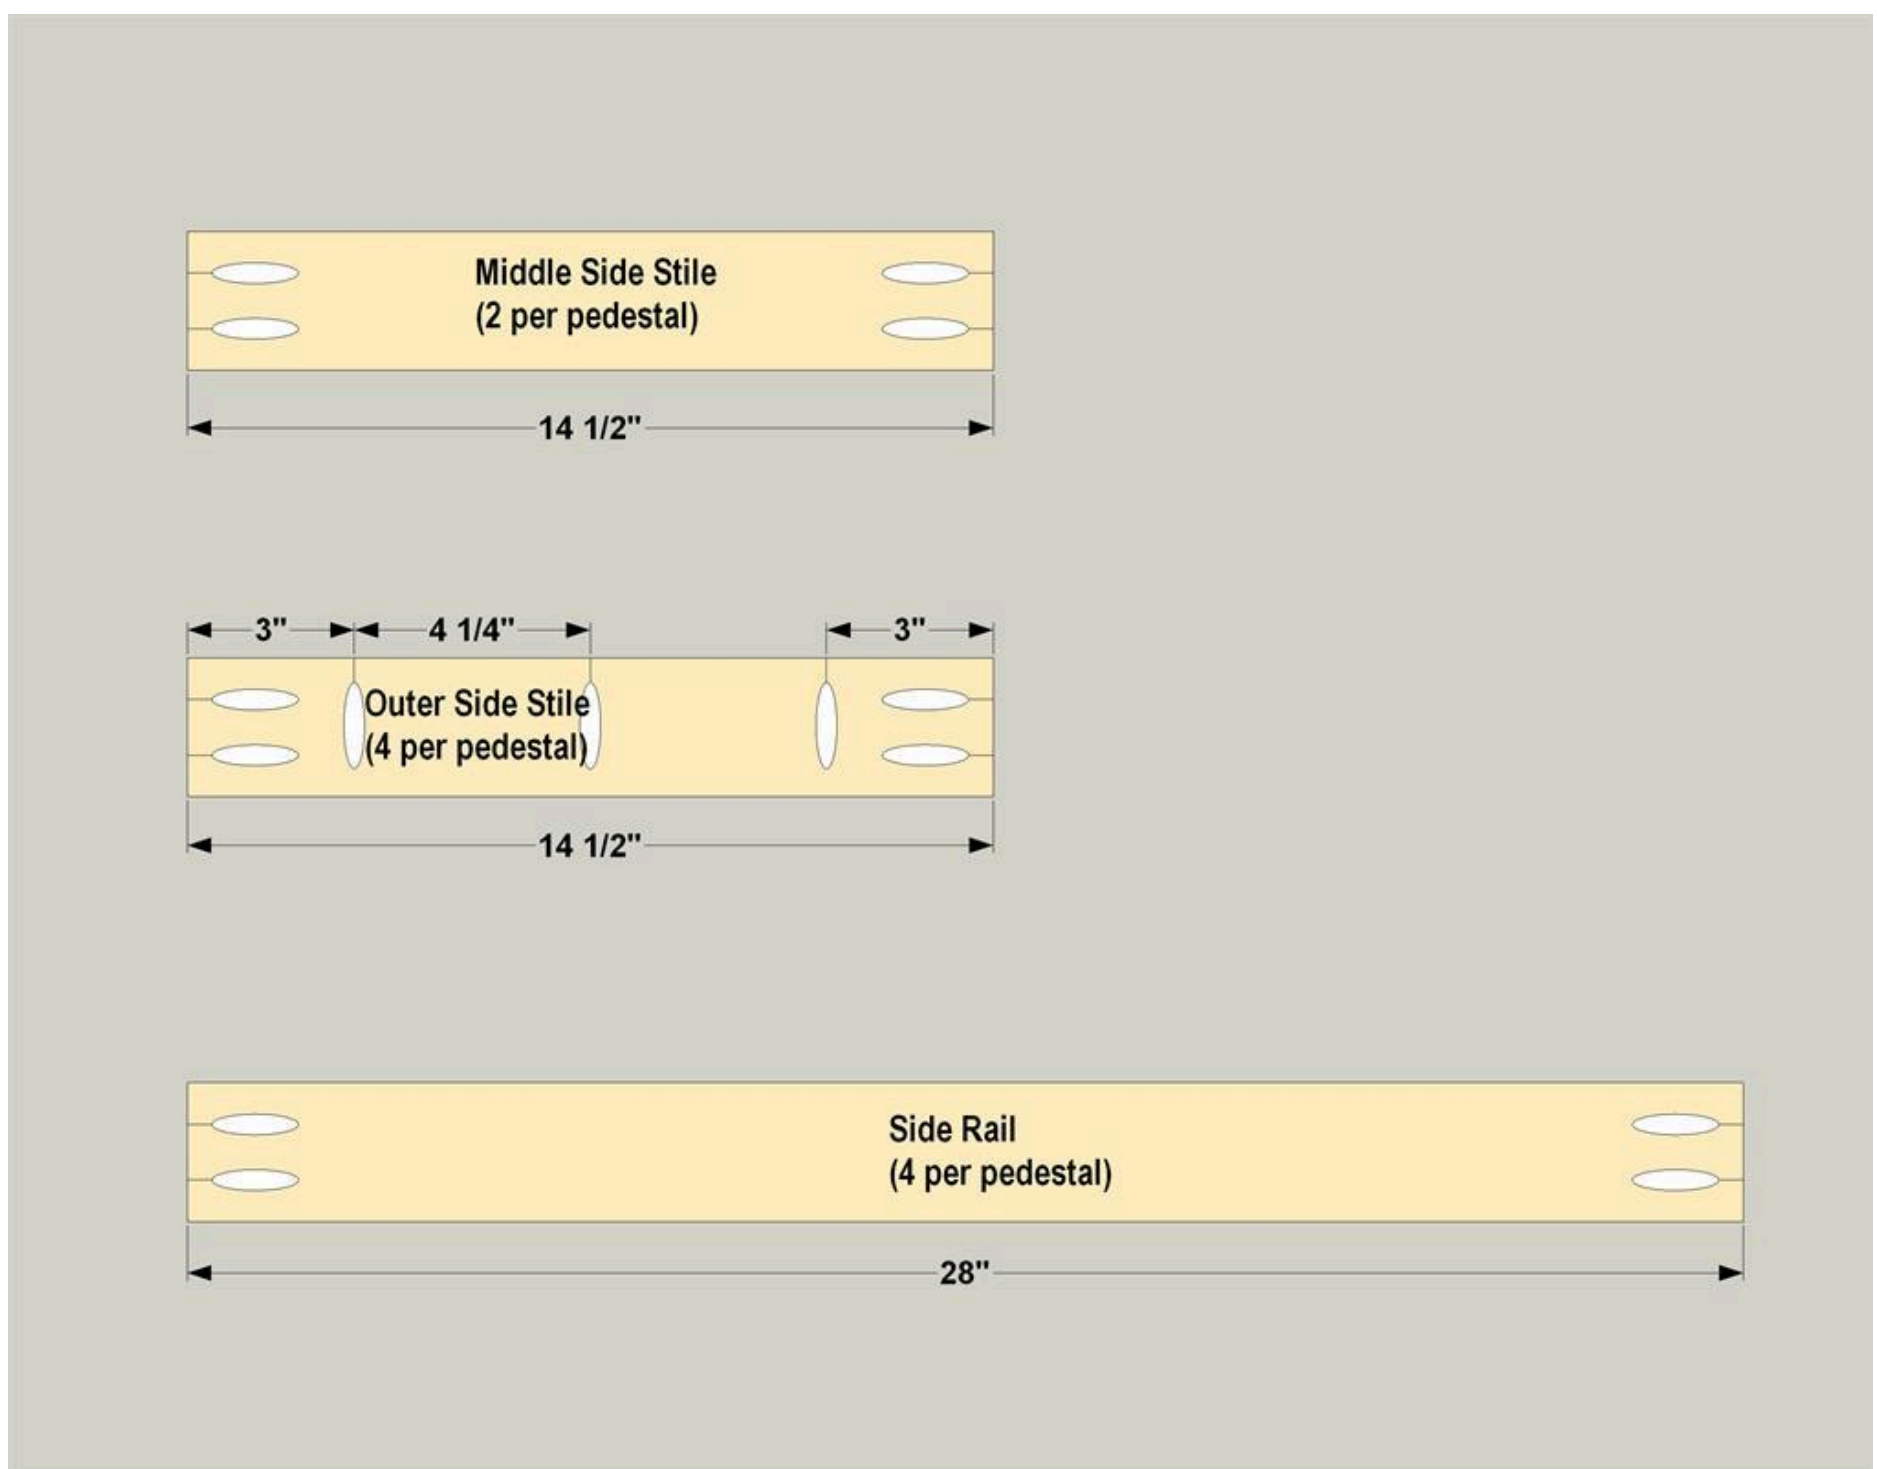 Middle Side Stile
(2 per pedestal)
14 1/2"
3"
4 1/4"
3"
Outer Side Stile
(4 per pedestal)
14 1/2"
Side Rail
(4 per pedestal)
28"